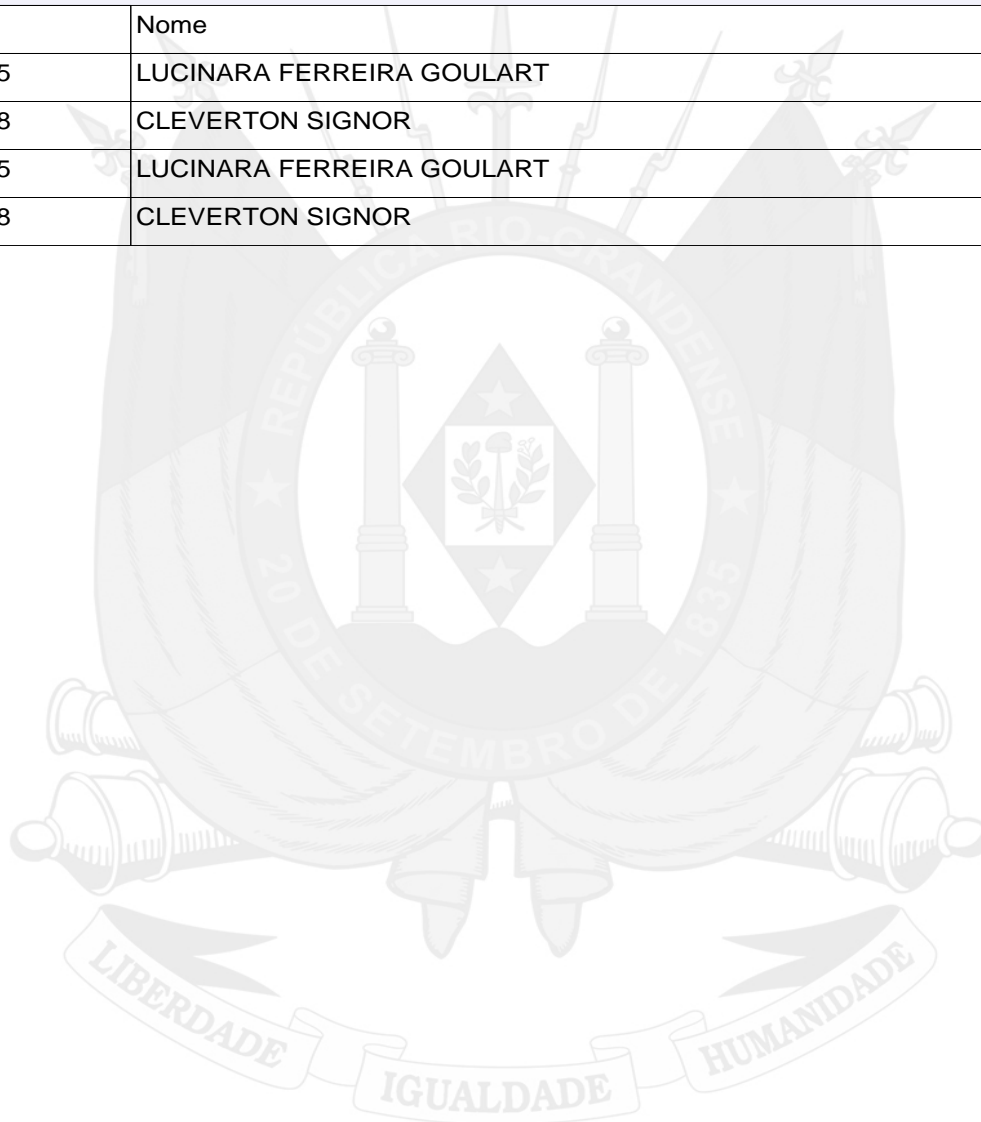 Nome
5 LUCINARA FERREIRA GOULART
8 CLEVERTON SIGNOR
5 LUCINARA FERREIRA GOULART
8 CLEVERTON SIGNOR
REPÚBLICA RIO-GRANDENSE
★ 20 DE SETEMBRO DE 1835 ★
LIBERDADE IGUALDADE HUMANIDADE